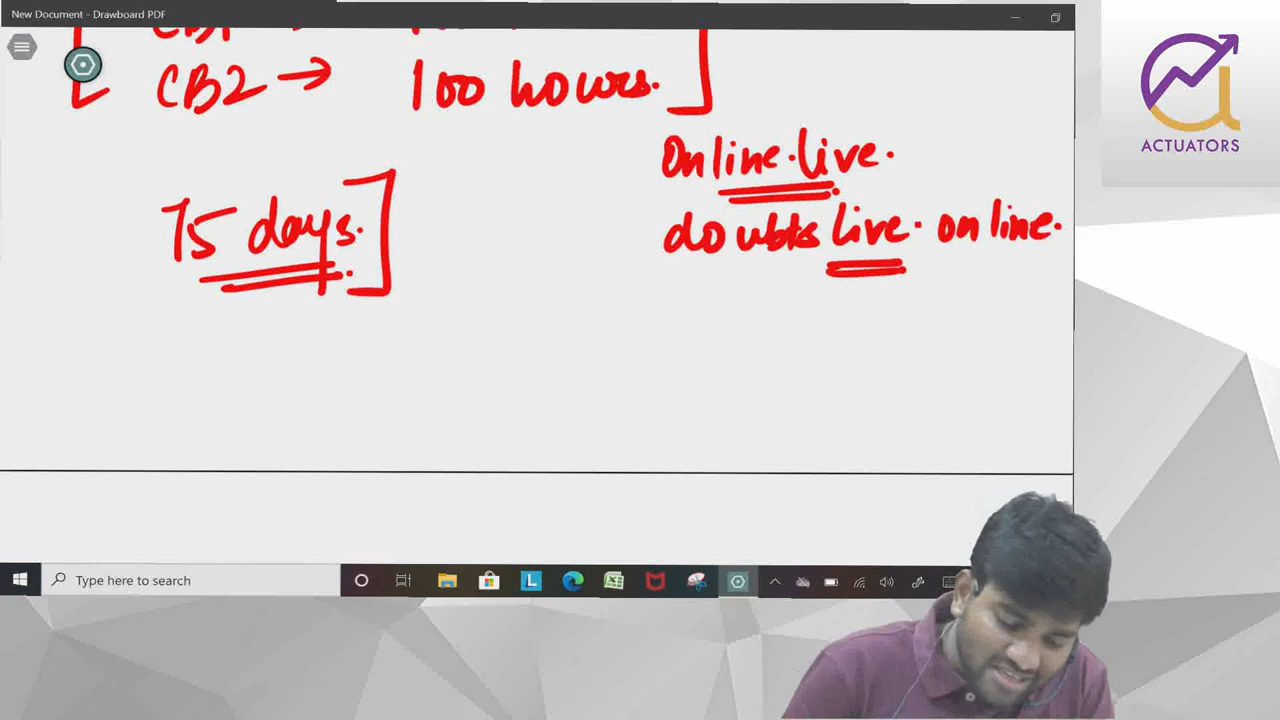 New Document - Drawboard PDF
CB2 → 100 hours.
Online live.
doubts live. online.
75 days.
Type here to search
ACTUATORS